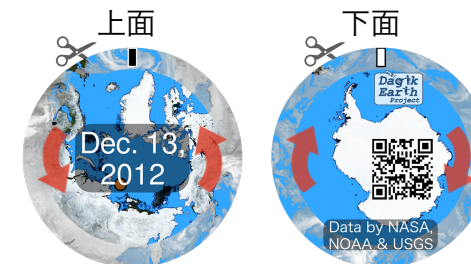 上面
下面
Dec. 13,
2012
Dagik
Earth
Project
Data by NASA,
NOAA & USGS